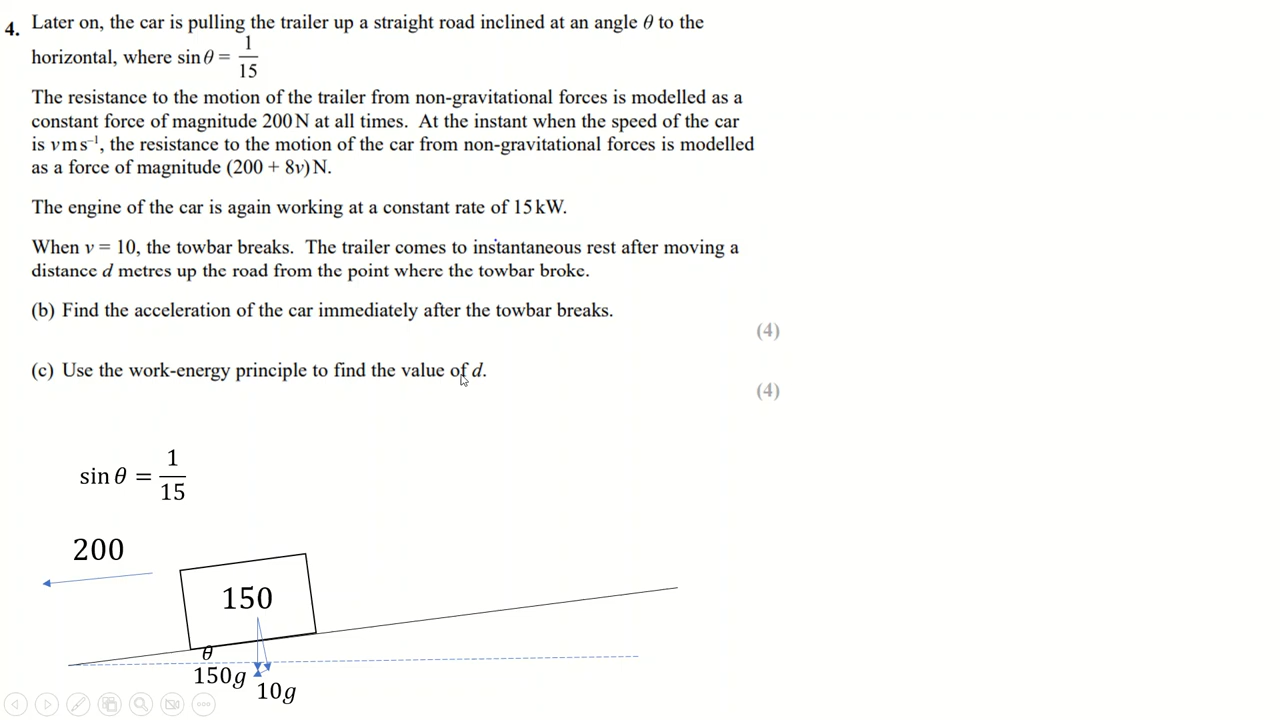 4. Later on, the car is pulling the trailer up a straight road inclined at an angle θ to the
horizontal, where sin θ = 1/15
The resistance to the motion of the trailer from non-gravitational forces is modelled as a
constant force of magnitude 200 N at all times. At the instant when the speed of the car
is v m s⁻¹, the resistance to the motion of the car from non-gravitational forces is modelled
as a force of magnitude (200 + 8v) N.
The engine of the car is again working at a constant rate of 15 kW.
When v = 10, the towbar breaks. The trailer comes to instantaneous rest after moving a
distance d metres up the road from the point where the towbar broke.
(b) Find the acceleration of the car immediately after the towbar breaks.
(4)
(c) Use the work-energy principle to find the value of d.
(4)
sin θ = 1/15
200
150
θ
150g
10g